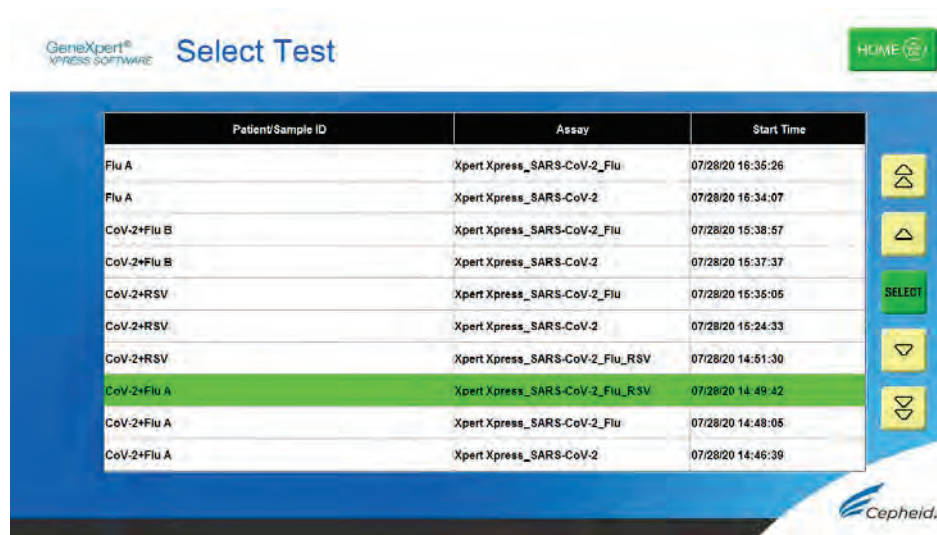 GeneXpert®
XPRESS SOFTWARE
Select Test
HOME
Patient/Sample ID Assay Start Time
Flu A Xpert Xpress_SARS-CoV-2_Flu 07/28/20 16:35:26
Flu A Xpert Xpress_SARS-CoV-2 07/28/20 16:34:07
CoV-2+Flu B Xpert Xpress_SARS-CoV-2_Flu 07/28/20 15:38:57
CoV-2+Flu B Xpert Xpress_SARS-CoV-2 07/28/20 15:37:37
CoV-2+RSV Xpert Xpress_SARS-CoV-2_Flu 07/28/20 15:35:05
SELECT
CoV-2+RSV Xpert Xpress_SARS-CoV-2 07/28/20 15:24:33
CoV-2+RSV Xpert Xpress_SARS-CoV-2_Flu_RSV 07/28/20 14:51:30
CoV-2+Flu A Xpert Xpress_SARS-CoV-2_Flu_RSV 07/28/20 14:49:42
CoV-2+Flu A Xpert Xpress_SARS-CoV-2_Flu 07/28/20 14:48:05
CoV-2+Flu A Xpert Xpress_SARS-CoV-2 07/28/20 14:46:39
Cepheid.